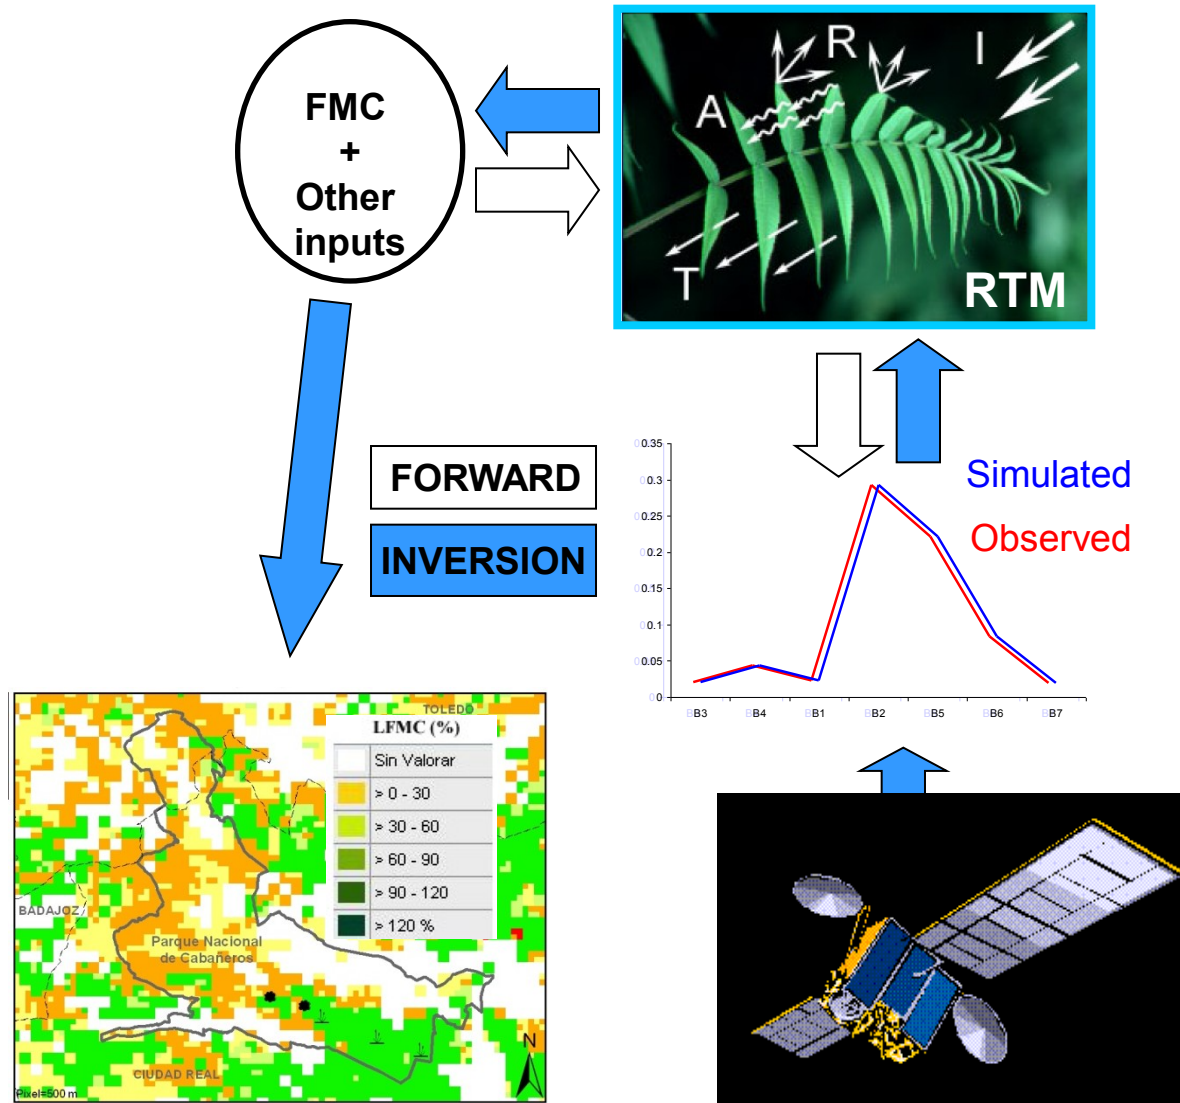 FMC
+
Other
inputs
R
I
A
T
RTM
FORWARD
INVERSION
0.35
0.3
0.25
0.2
0.15
0.1
0.05
0
Simulated
Observed
B3 B4 B1 B2 B5 B6 B7
TOLEDO
LFMC (%)
Sin Valorar
> 0 - 30
> 30 - 60
> 60 - 90
> 90 - 120
> 120 %
BADAJOZ
Parque Nacional
de Cabañeros
N
CIUDAD REAL
Pixel=500 m